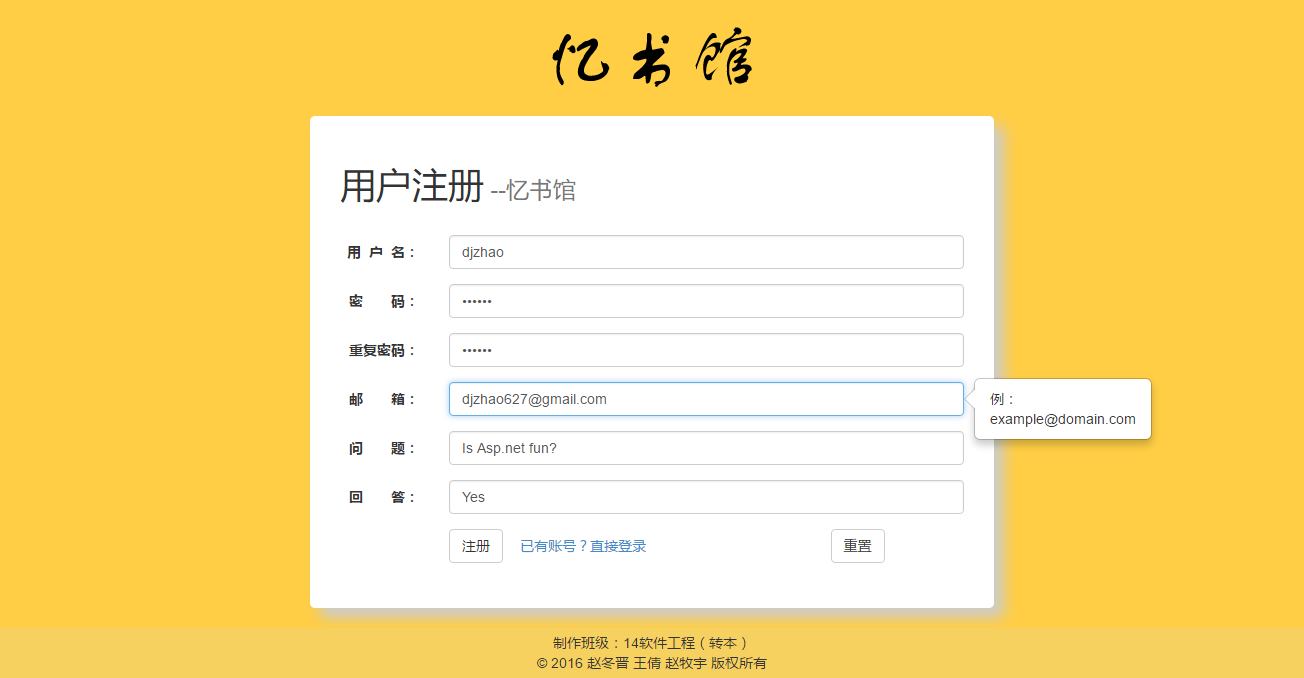 忆书馆
用户注册 --忆书馆
用 户 名： djzhao
密 码： ••••••
重复密码： ••••••
邮 箱： djzhao627@gmail.com
例：
example@domain.com
问 题： Is Asp.net fun?
回 答： Yes
注册 已有账号？直接登录 重置
制作班级：14软件工程（转本）
© 2016 赵冬晋 王倩 赵牧宇 版权所有